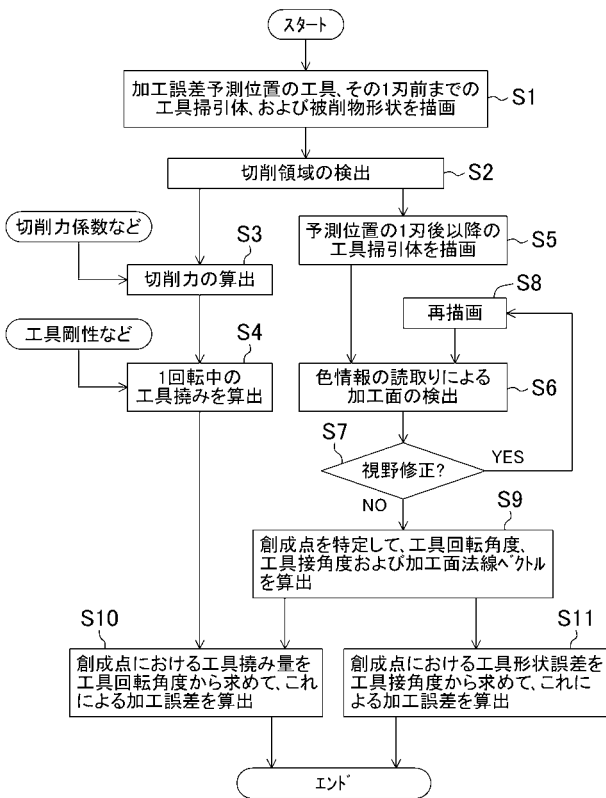 スタート
加工誤差予測位置の工具、その1刃前までの
工具掃引体、および被削物形状を描画
S1
切削領域の検出
S2
切削力係数など
S3
切削力の算出
予測位置の1刃後以降の
工具掃引体を描画
S5
S8
再描画
工具剛性など
S4
1回転中の
工具撓みを算出
色情報の読取りによる
加工面の検出
S6
S7
視野修正?
YES
NO
S9
創成点を特定して、工具回転角度、
工具接角度および加工面法線ベクトル
を算出
S10
創成点における工具撓み量を
工具回転角度から求めて、これ
による加工誤差を算出
S11
創成点における工具形状誤差を
工具接角度から求めて、これに
よる加工誤差を算出
エンド